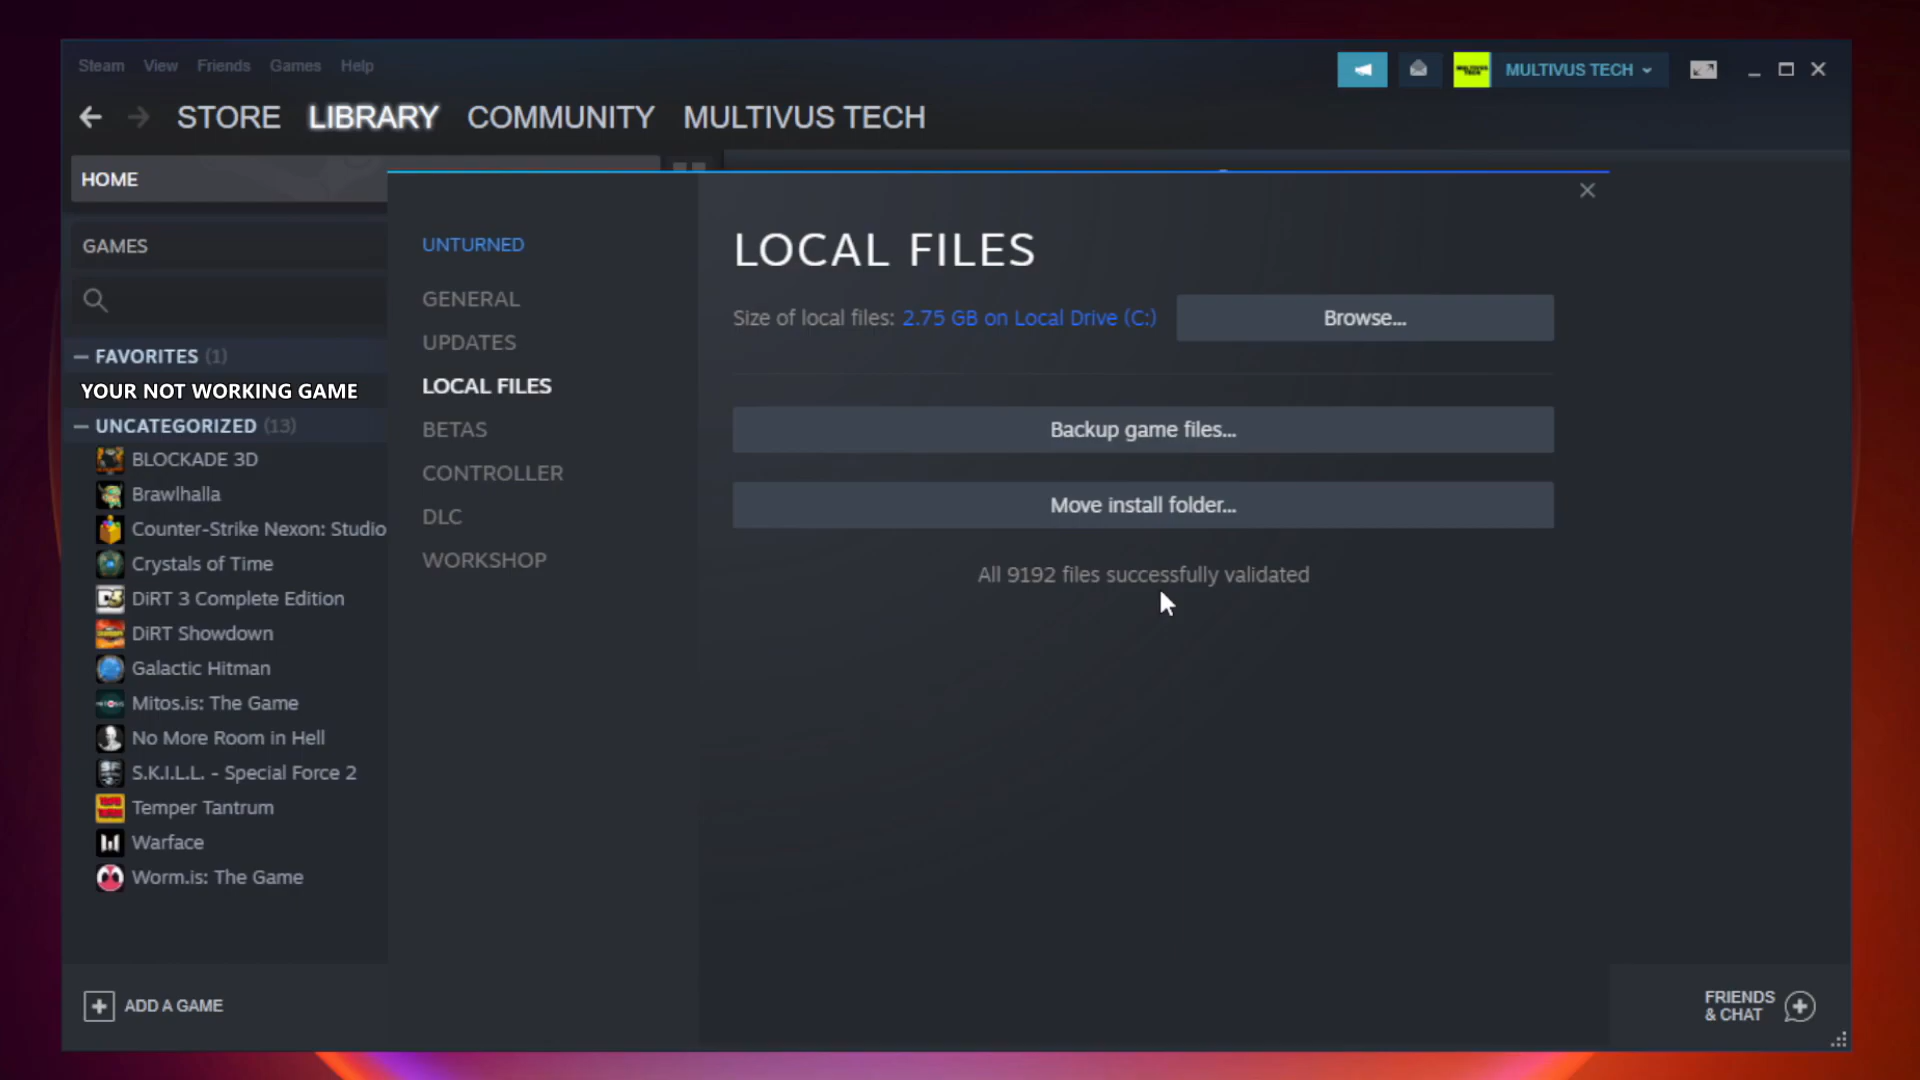 Steam View Friends Games Help
MULTIVUS TECH
STORE LIBRARY COMMUNITY MULTIVUS TECH
HOME
GAMES
FAVORITES (1)
YOUR NOT WORKING GAME
UNCATEGORIZED (13)
BLOCKADE 3D
Brawlhalla
Counter-Strike Nexon: Studio
Crystals of Time
DiRT 3 Complete Edition
DiRT Showdown
Galactic Hitman
Mitos.is: The Game
No More Room in Hell
S.K.I.L.L. - Special Force 2
Temper Tantrum
Warface
Worm.is: The Game
ADD A GAME
UNTURNED
GENERAL
UPDATES
LOCAL FILES
BETAS
CONTROLLER
DLC
WORKSHOP
LOCAL FILES
Size of local files: 2.75 GB on Local Drive (C:) Browse...
Backup game files...
Move install folder...
All 9192 files successfully validated
FRIENDS
& CHAT